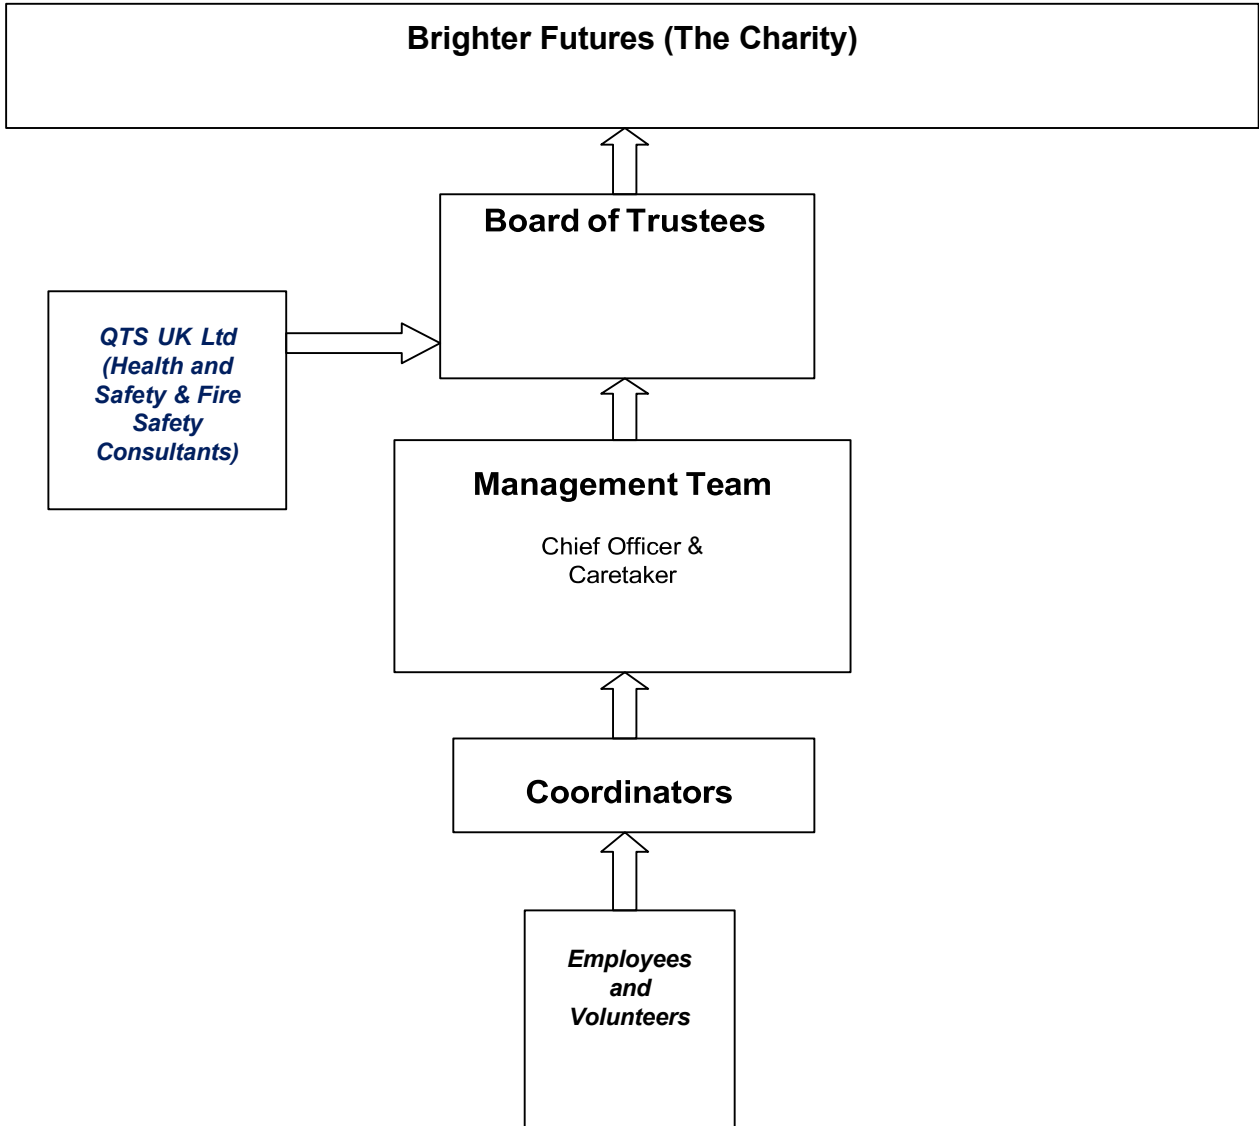 Brighter Futures (The Charity)
Board of Trustees
QTS UK Ltd
(Health and
Safety & Fire
Safety
Consultants)
Management Team
Chief Officer &
Caretaker
Coordinators
Employees
and
Volunteers